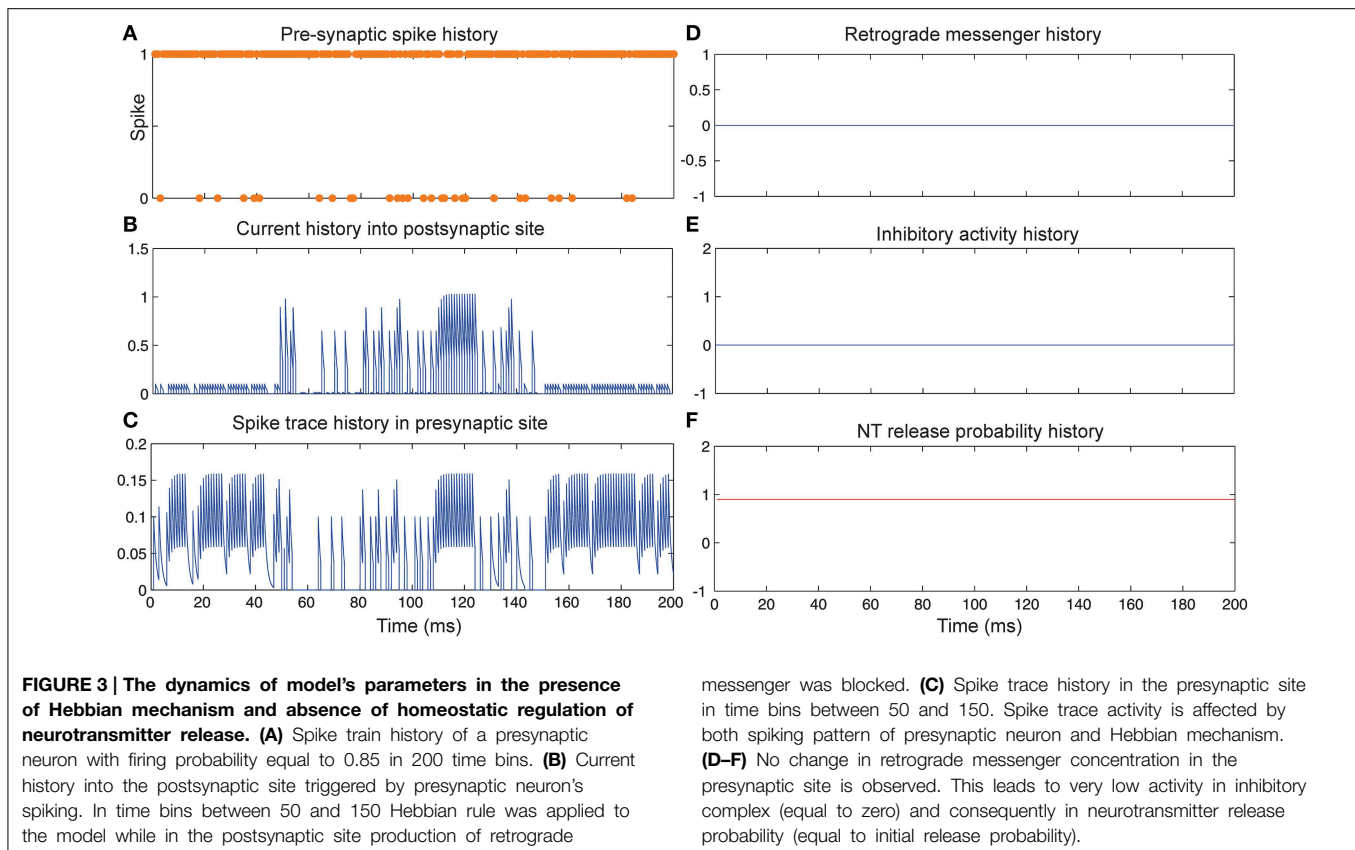 A
Pre-synaptic spike history
1
Spike
0
B
Current history into postsynaptic site
1.5
1
0.5
0
C
Spike trace history in presynaptic site
0.2
0.15
0.1
0.05
0
0 20 40 60 80 100 120 140 160 180 200
Time (ms)
D
Retrograde messenger history
1
0.5
0
-0.5
-1
E
Inhibitory activity history
2
1
0
-1
F
NT release probability history
2
1
0
-1
0 20 40 60 80 100 120 140 160 180 200
Time (ms)
FIGURE 3 | The dynamics of model's parameters in the presence
of Hebbian mechanism and absence of homeostatic regulation of
neurotransmitter release. (A) Spike train history of a presynaptic
neuron with firing probability equal to 0.85 in 200 time bins. (B) Current
history into the postsynaptic site triggered by presynaptic neuron's
spiking. In time bins between 50 and 150 Hebbian rule was applied to
the model while in the postsynaptic site production of retrograde
messenger was blocked. (C) Spike trace history in the presynaptic site
in time bins between 50 and 150. Spike trace activity is affected by
both spiking pattern of presynaptic neuron and Hebbian mechanism.
(D–F) No change in retrograde messenger concentration in the
presynaptic site is observed. This leads to very low activity in inhibitory
complex (equal to zero) and consequently in neurotransmitter release
probability (equal to initial release probability).